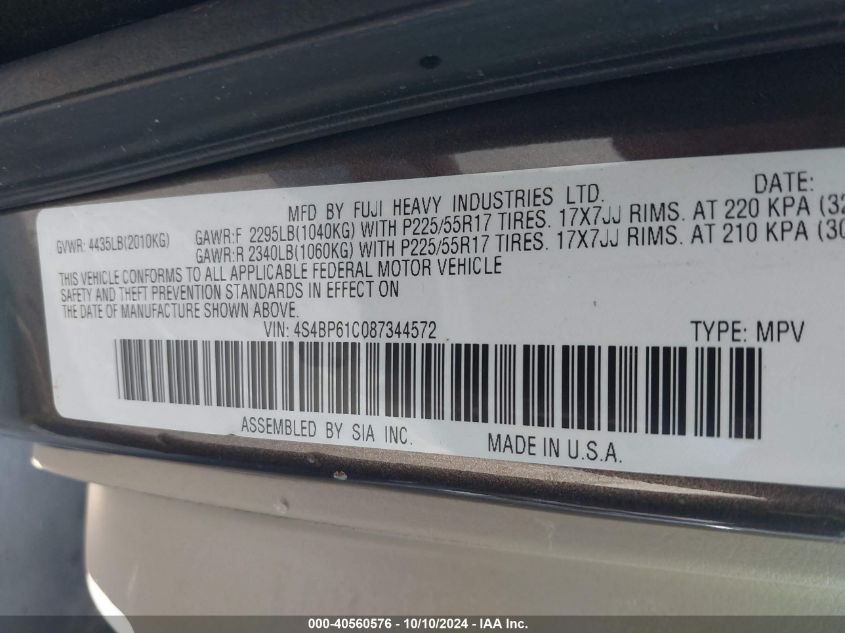 MFD BY FUJI HEAVY INDUSTRIES LTD. DATE:
GVWR: 4435LB(2010KG) GAWR:F 2295LB(1040KG) WITH P225/55R17 TIRES. 17X7JJ RIMS. AT 220 KPA (32
GAWR:R 2340LB(1060KG) WITH P225/55R17 TIRES. 17X7JJ RIMS. AT 210 KPA (30
THIS VEHICLE CONFORMS TO ALL APPLICABLE FEDERAL MOTOR VEHICLE
SAFETY AND THEFT PREVENTION STANDARDS IN EFFECT ON
THE DATE OF MANUFACTURE SHOWN ABOVE.
VIN: 4S4BP61C087344572 TYPE: MPV
ASSEMBLED BY SIA INC. MADE IN U.S.A.
000-40560576 - 10/10/2024 - IAA Inc.